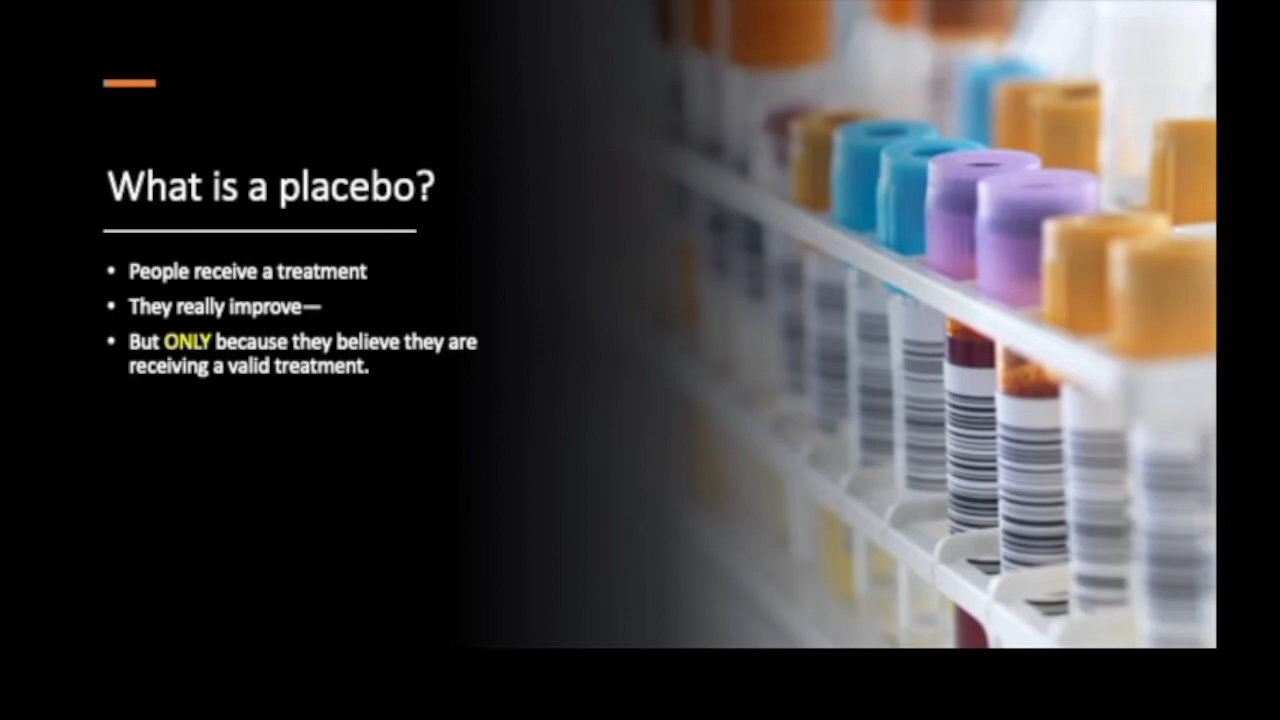 What is a placebo?
• People receive a treatment
• They really improve—
• But ONLY because they believe they are
receiving a valid treatment.